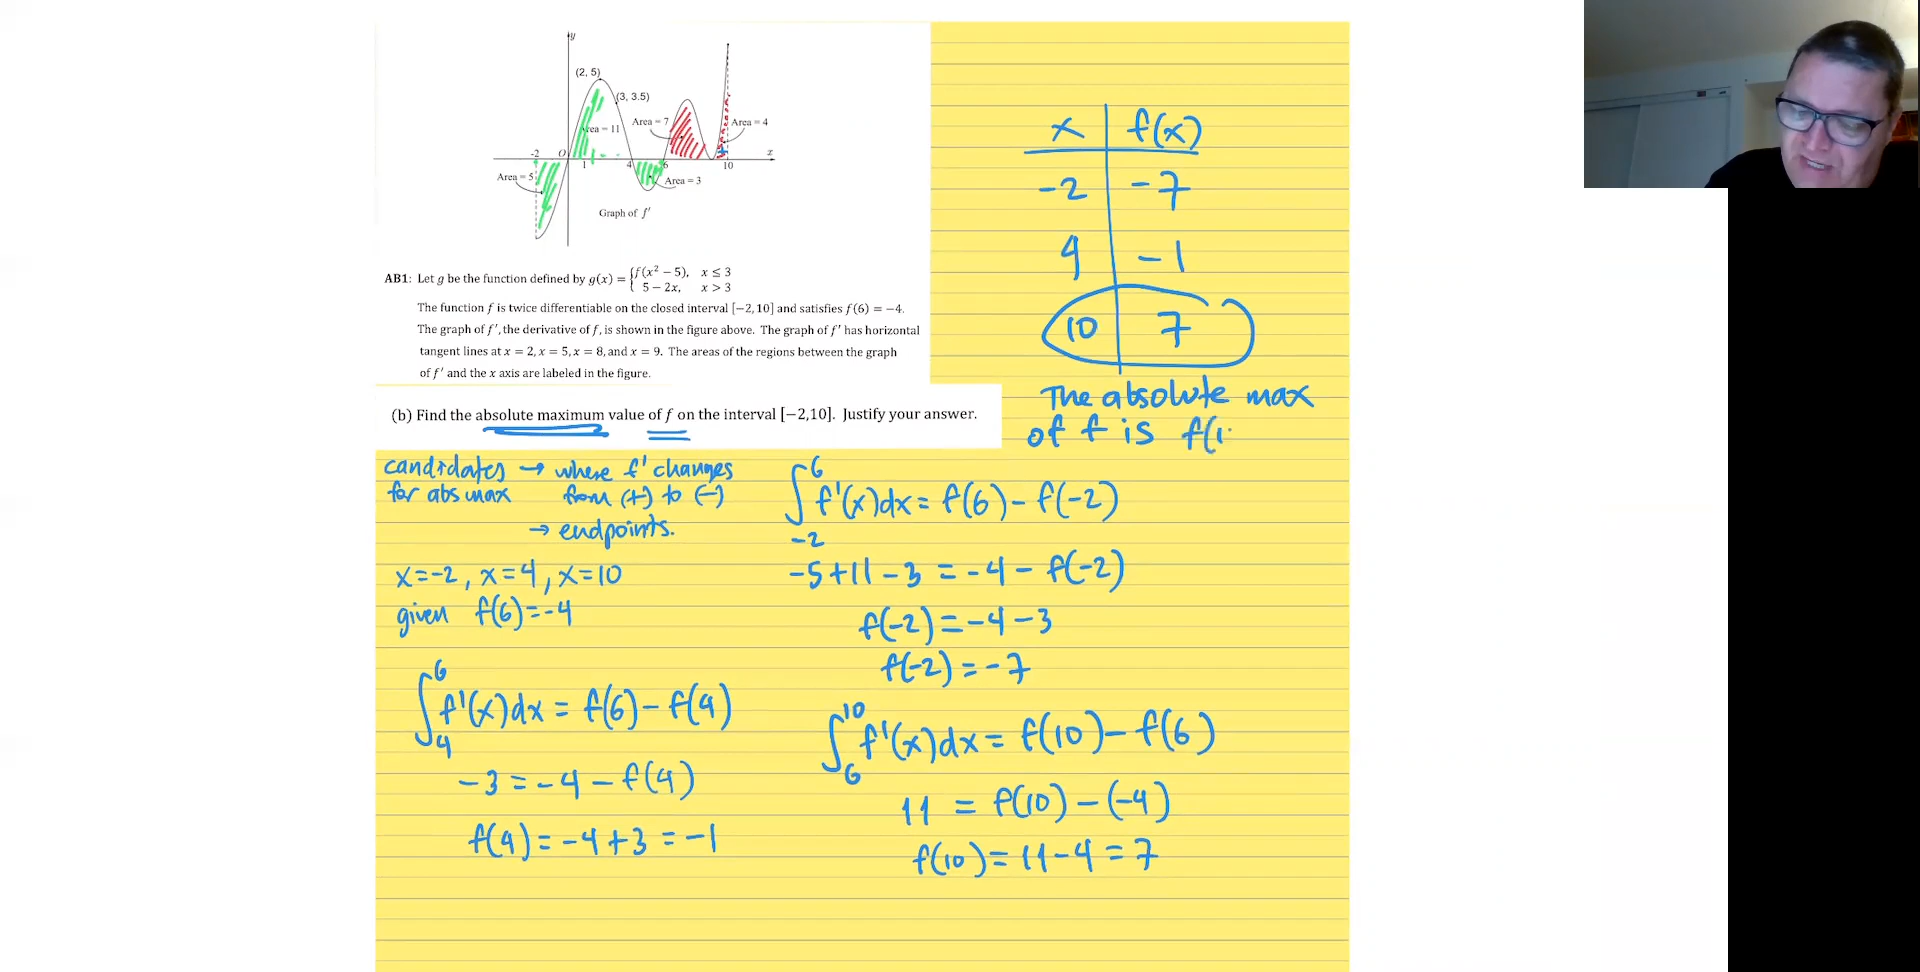 y
(2, 5)
(3, 3.5)
Area = 7
Area = 4
Area = 11
-2
O
1
4
6
10
x
Area = 5
Area = 3
Graph of f′
AB1: Let g be the function defined by g(x) = { f(x² − 5), x ≤ 3
5 − 2x, x > 3
The function f is twice differentiable on the closed interval [−2, 10] and satisfies f(6) = −4.
The graph of f′, the derivative of f, is shown in the figure above. The graph of f′ has horizontal
tangent lines at x = 2, x = 5, x = 8, and x = 9. The areas of the regions between the graph
of f′ and the x axis are labeled in the figure.
(b) Find the absolute maximum value of f on the interval [−2,10]. Justify your answer.
candidates → where f' changes
for abs max from (+) to (−)
→ endpoints.
x=-2, x=4, x=10
given f(6)=-4
∫₄⁶ f'(x)dx = f(6) - f(4)
-3 = -4 - f(4)
f(4) = -4+3 = -1
∫₋₂⁶ f'(x)dx = f(6) - f(-2)
-5+11-3 = -4 - f(-2)
f(-2) = -4-3
f(-2) = -7
∫₆¹⁰ f'(x)dx = f(10) - f(6)
11 = f(10) - (-4)
f(10) = 11-4 = 7
x f(x)
-2 -7
4 -1
10 7
The absolute max
of f is f(1